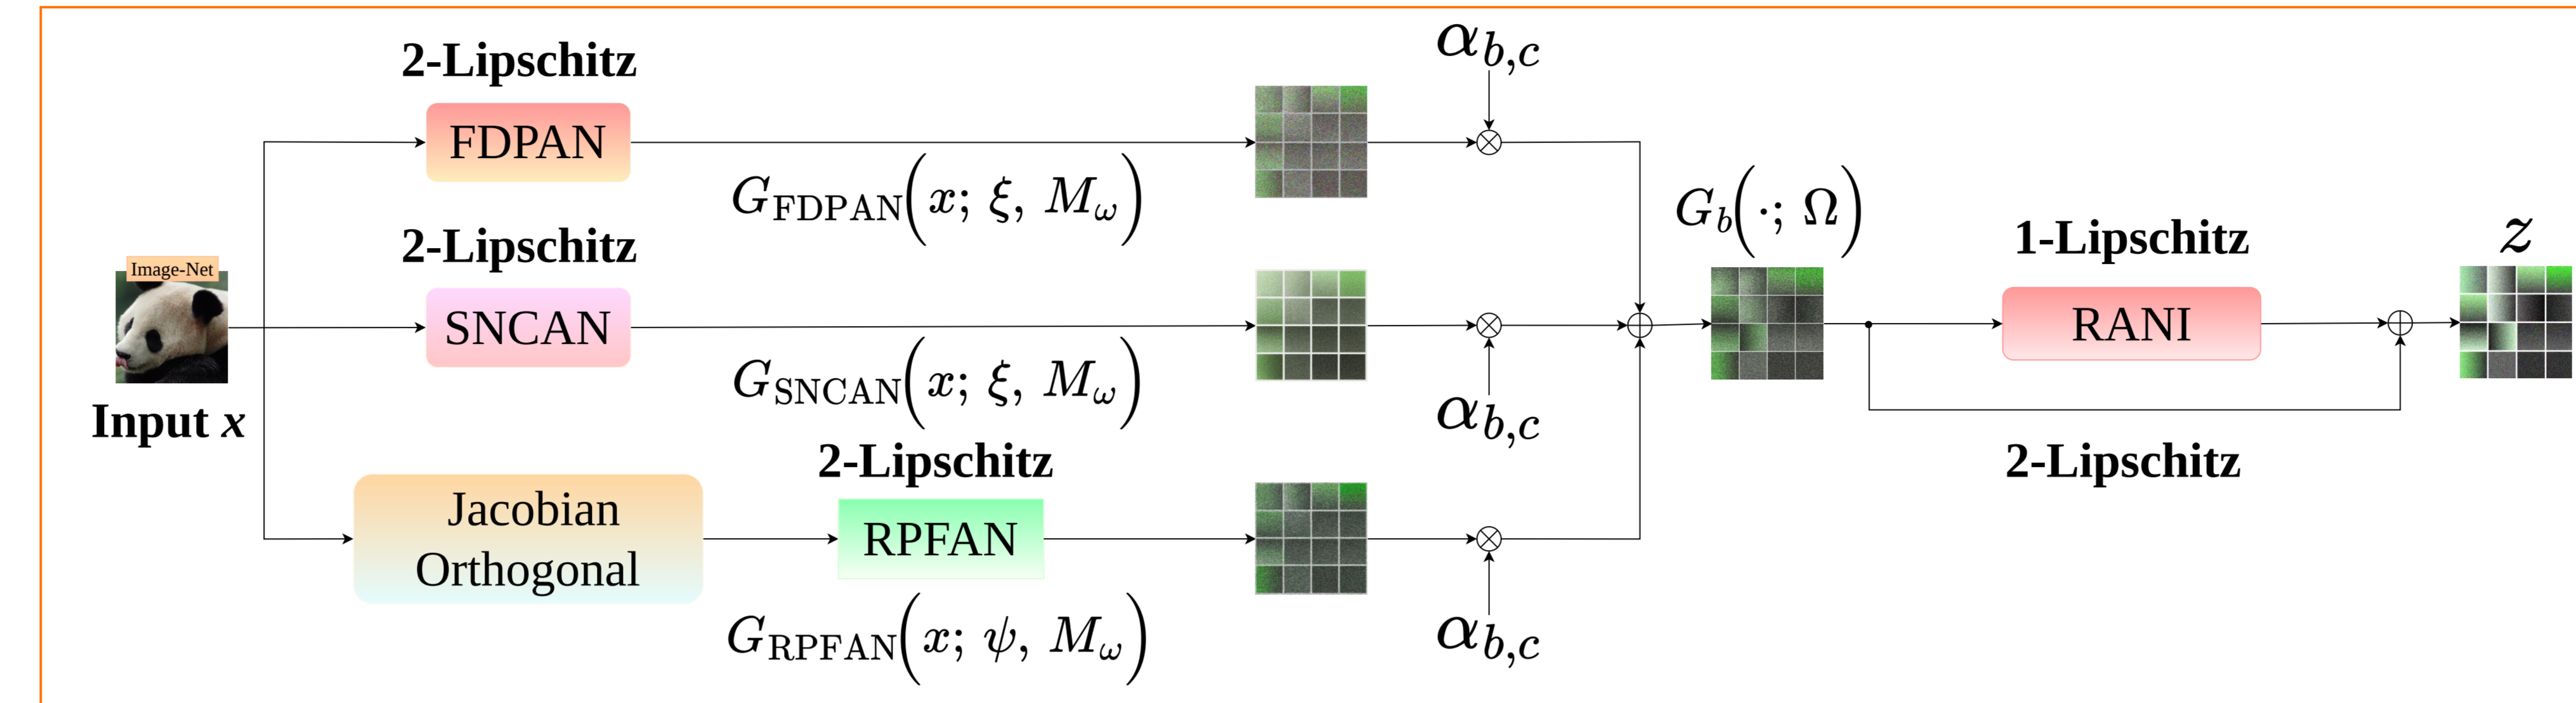 2-Lipschitz
FDPAN
G_FDPAN(x; ξ, M_ω)
α_{b,c}
2-Lipschitz
SNCAN
G_SNCAN(x; ξ, M_ω)
α_{b,c}
Image-Net
Input x
Jacobian
Orthogonal
2-Lipschitz
RPFAN
G_RPFAN(x; ψ, M_ω)
α_{b,c}
G_b(·; Ω)
1-Lipschitz
RANI
2-Lipschitz
z